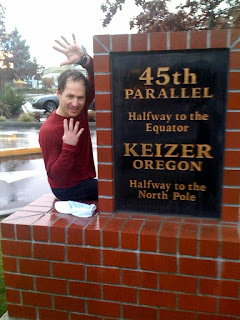 45th
PARALLEL
Halfway to the
Equator
KEIZER
OREGON
Halfway to the
North Pole